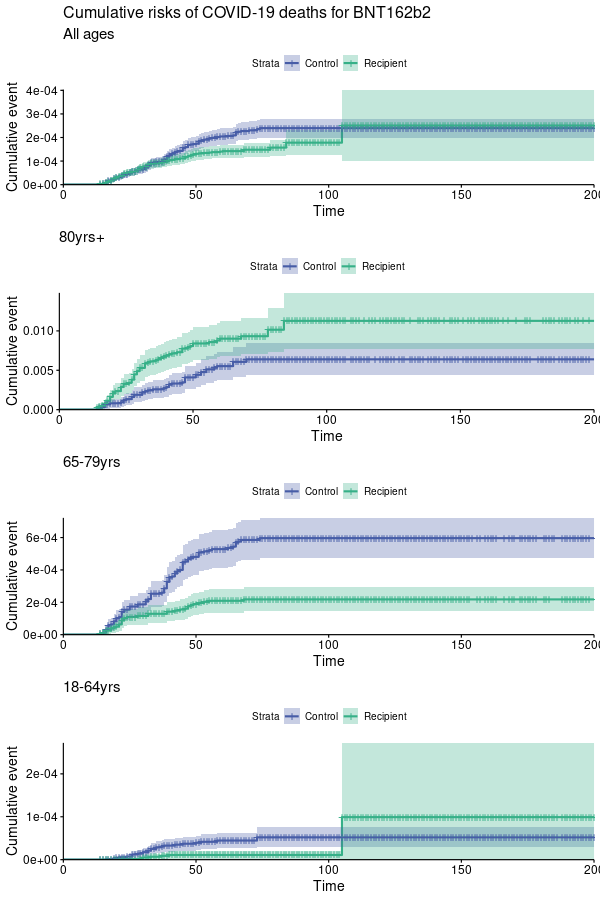 Cumulative risks of COVID-19 deaths for BNT162b2
All ages
Strata Control Recipient
Cumulative event
4e-04
3e-04
2e-04
1e-04
0e+00
0 50 100 150 200
Time
80yrs+
Strata Control Recipient
Cumulative event
0.010
0.005
0.000
0 50 100 150 200
Time
65-79yrs
Strata Control Recipient
Cumulative event
6e-04
4e-04
2e-04
0e+00
0 50 100 150 200
Time
18-64yrs
Strata Control Recipient
Cumulative event
2e-04
1e-04
0e+00
0 50 100 150 200
Time